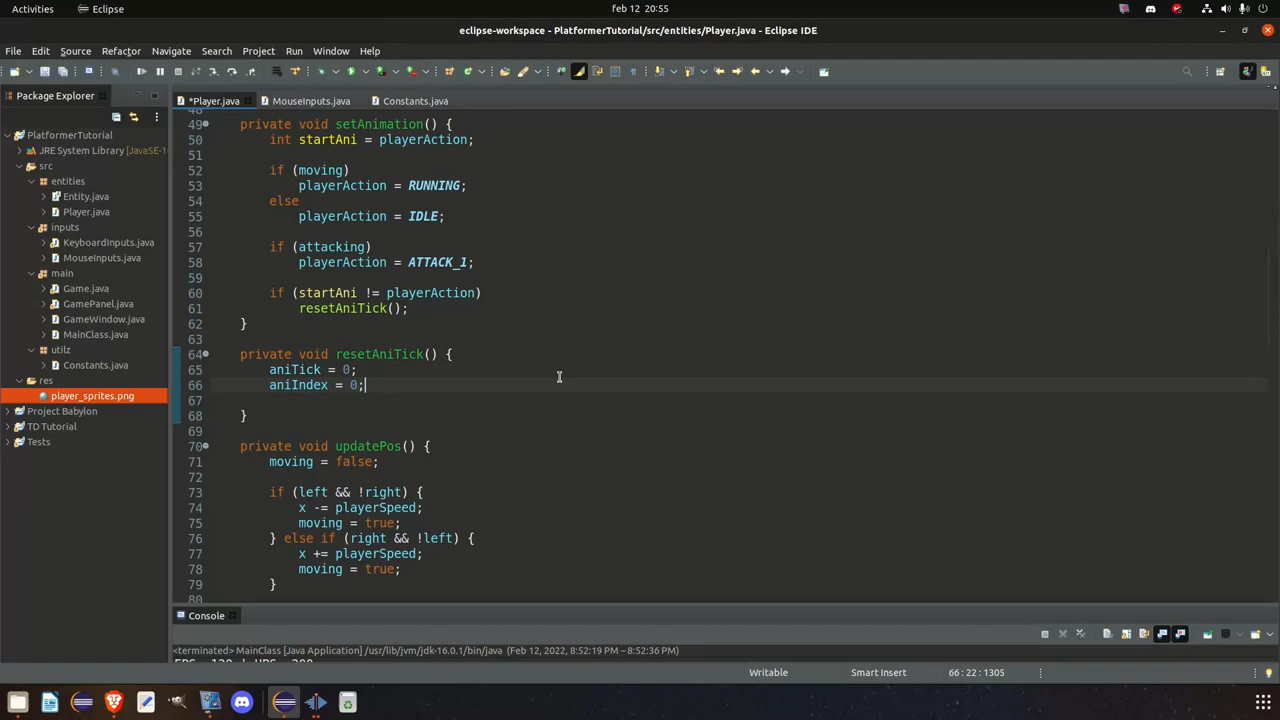 Eclipse
Feb 12 20:55
eclipse-workspace - PlatformerTutorial/src/entities/Player.java - Eclipse IDE
File Edit Source Refactor Navigate Search Project Run Window Help
Package Explorer
*Player.java MouseInputs.java Constants.java
PlatformerTutorial
JRE System Library [JavaSE-1
src
entities
Entity.java
Player.java
inputs
KeyboardInputs.java
MouseInputs.java
main
Game.java
GamePanel.java
GameWindow.java
MainClass.java
utilz
Constants.java
res
player_sprites.png
Project Babylon
TD Tutorial
Tests
48
49 private void setAnimation() {
50 int startAni = playerAction;
51
52 if (moving)
53 playerAction = RUNNING;
54 else
55 playerAction = IDLE;
56
57 if (attacking)
58 playerAction = ATTACK_1;
59
60 if (startAni != playerAction)
61 resetAniTick();
62 }
63
64 private void resetAniTick() {
65 aniTick = 0;
66 aniIndex = 0;
67
68 }
69
70 private void updatePos() {
71 moving = false;
72
73 if (left && !right) {
74 x -= playerSpeed;
75 moving = true;
76 } else if (right && !left) {
77 x += playerSpeed;
78 moving = true;
79 }
80
Console
<terminated> MainClass [Java Application] /usr/lib/jvm/jdk-16.0.1/bin/java (Feb 12, 2022, 8:52:19 PM – 8:52:36 PM)
FPS: 120 | UPS: 200
Writable Smart Insert 66 : 22 : 1305